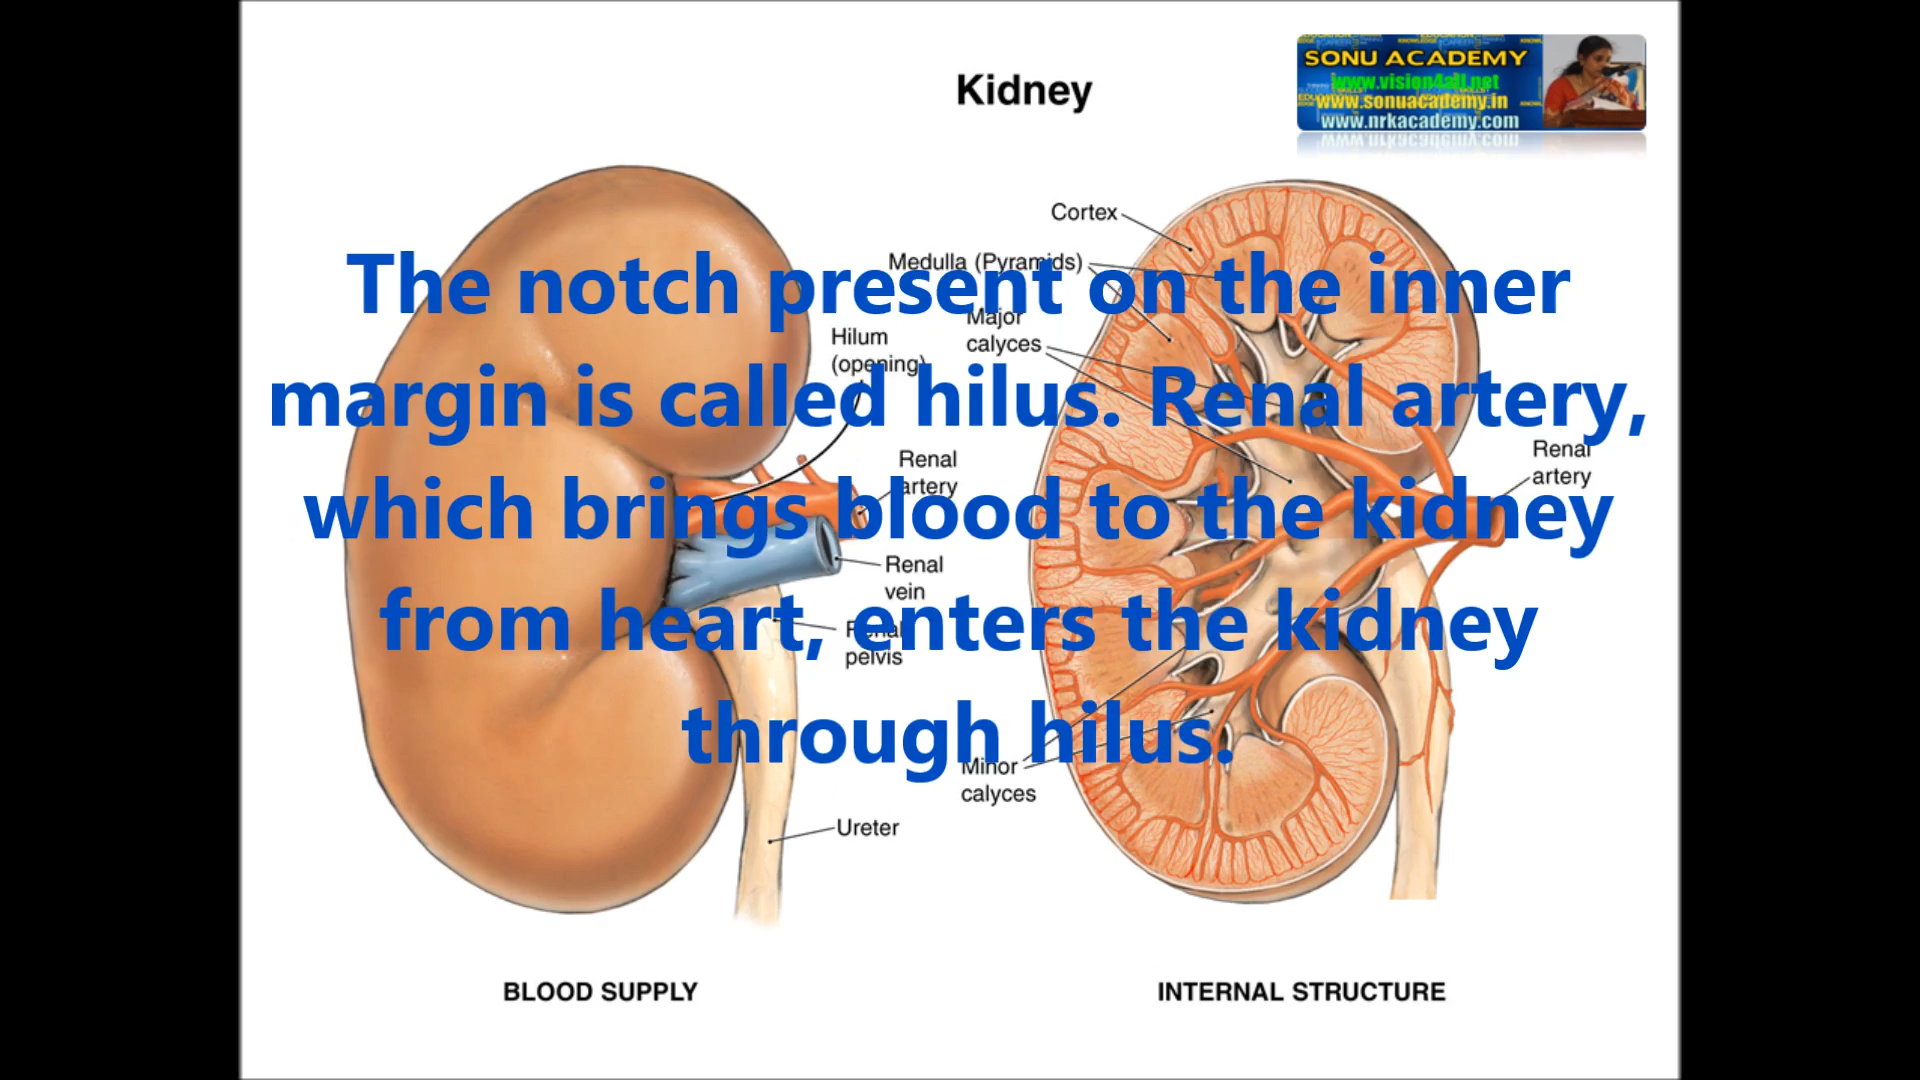 Kidney
SONU ACADEMY
www.vision4all.net
www.sonuacademy.in
www.nrkacademy.com
Cortex
Medulla (Pyramids)
The notch present on the inner
Major
calyces
Hilum
(opening)
margin is called hilus. Renal artery,
Renal
artery
Renal
artery
which brings blood to the kidney
Renal
vein
from heart, enters the kidney
Renal
pelvis
through hilus.
Minor
calyces
Ureter
BLOOD SUPPLY
INTERNAL STRUCTURE